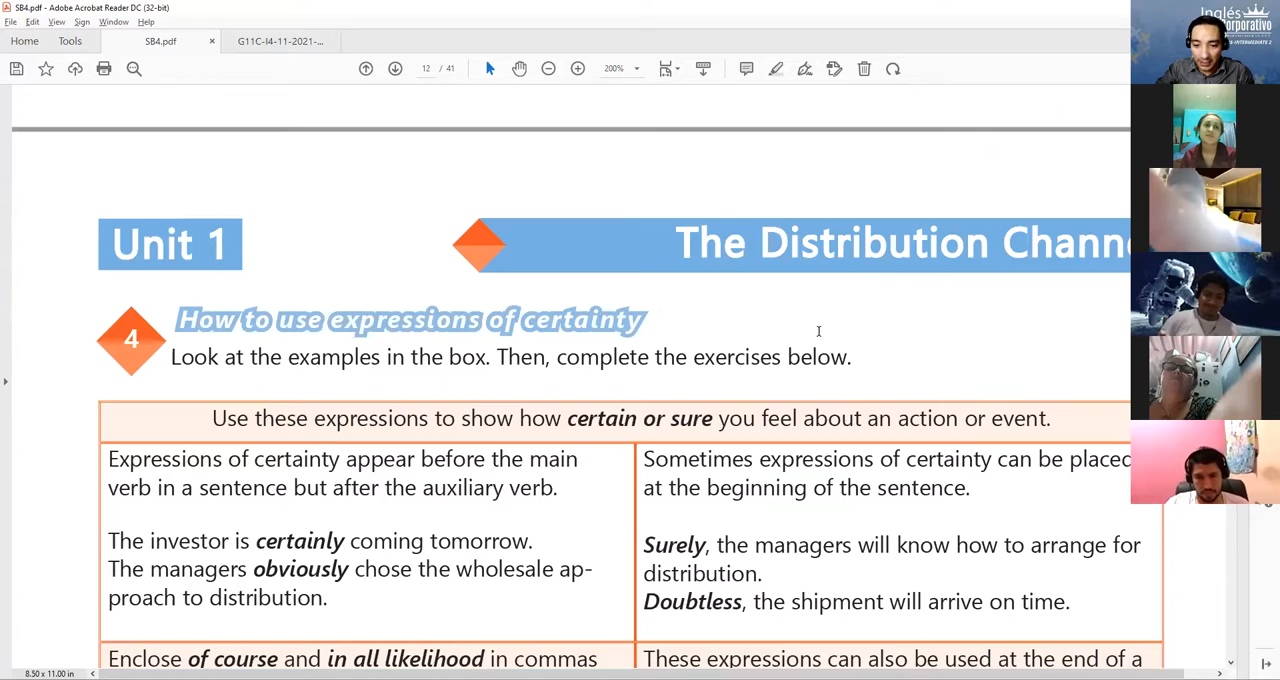 SB4.pdf - Adobe Acrobat Reader DC (32-bit)
File Edit View Sign Window Help
Home Tools SB4.pdf × G11C-I4-11-2021-...
12 / 41 200%
Inglés
Corporativo
INTERMEDIATE 2
Unit 1
The Distribution Channe
4
How to use expressions of certainty
Look at the examples in the box. Then, complete the exercises below.
Use these expressions to show how certain or sure you feel about an action or event.
Expressions of certainty appear before the main
verb in a sentence but after the auxiliary verb.
The investor is certainly coming tomorrow.
The managers obviously chose the wholesale ap-
proach to distribution.
Sometimes expressions of certainty can be placed
at the beginning of the sentence.
Surely, the managers will know how to arrange for
distribution.
Doubtless, the shipment will arrive on time.
Enclose of course and in all likelihood in commas
These expressions can also be used at the end of a
8.50 x 11.00 in